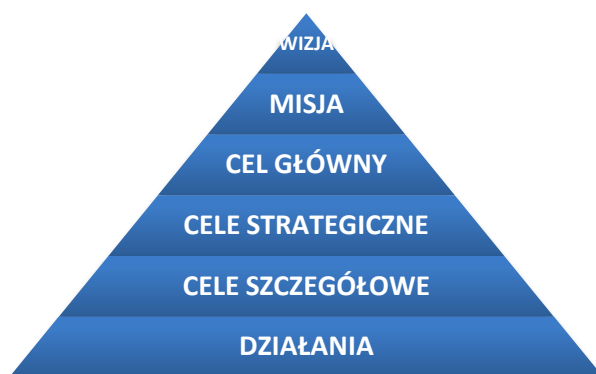 WIZJA
MISJA
CEL GŁÓWNY
CELE STRATEGICZNE
CELE SZCZEGÓŁOWE
DZIAŁANIA